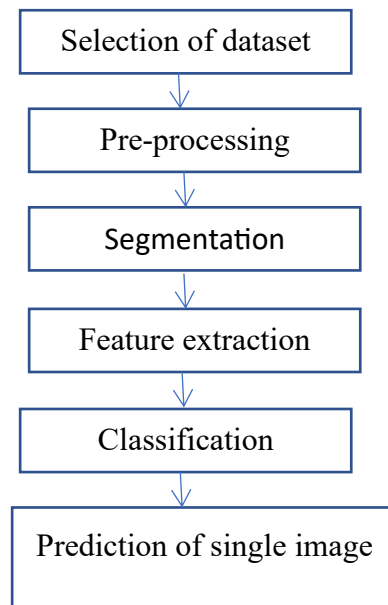 Selection of dataset
Pre-processing
Segmentation
Feature extraction
Classification
Prediction of single image